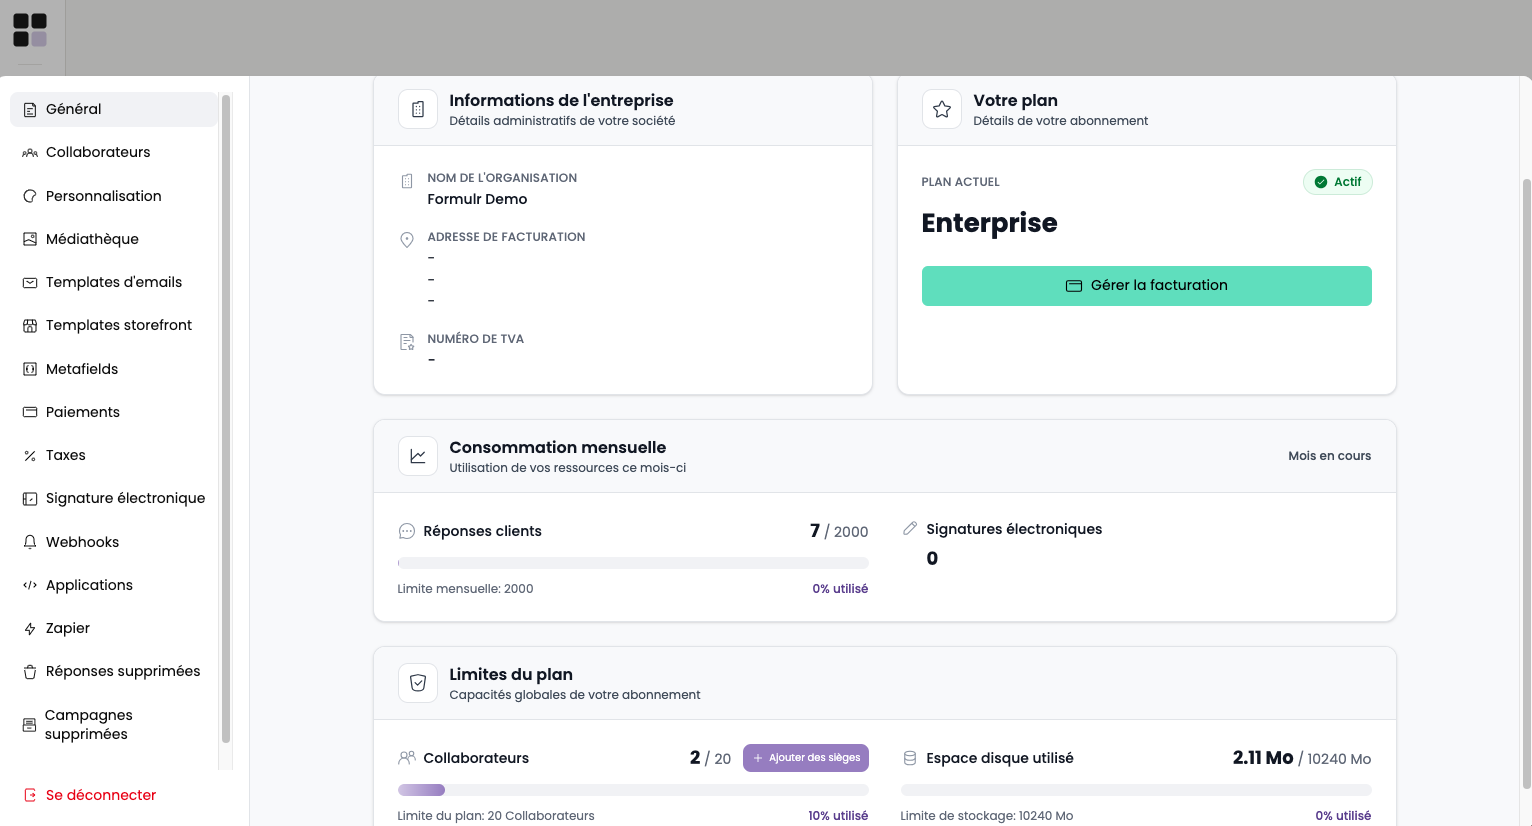 Général
Collaborateurs
Personnalisation
Médiathèque
Templates d'emails
Templates storefront
Metafields
Paiements
Taxes
Signature électronique
Webhooks
Applications
Zapier
Réponses supprimées
Campagnes
supprimées
Se déconnecter
Informations de l'entreprise
Détails administratifs de votre société
NOM DE L'ORGANISATION
Formulr Demo
ADRESSE DE FACTURATION
-
-
-
NUMÉRO DE TVA
-
Votre plan
Détails de votre abonnement
PLAN ACTUEL
Actif
Enterprise
Gérer la facturation
Consommation mensuelle
Utilisation de vos ressources ce mois-ci
Mois en cours
Réponses clients
7 / 2000
Limite mensuelle: 2000
0% utilisé
Signatures électroniques
0
Limites du plan
Capacités globales de votre abonnement
Collaborateurs
2 / 20
+ Ajouter des sièges
Limite du plan: 20 Collaborateurs
10% utilisé
Espace disque utilisé
2.11 Mo / 10240 Mo
Limite de stockage: 10240 Mo
0% utilisé